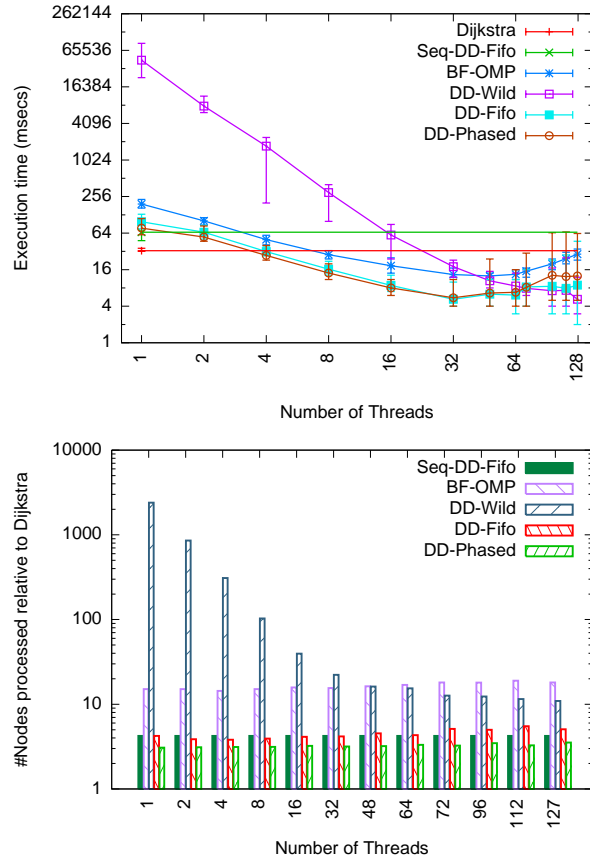 262144
65536
16384
4096
1024
256
64
16
4
1
Execution time (msecs)
Dijkstra
Seq-DD-Fifo
BF-OMP
DD-Wild
DD-Fifo
DD-Phased
1
2
4
8
16
32
64
128
Number of Threads
10000
1000
100
10
1
#Nodes processed relative to Dijkstra
Seq-DD-Fifo
BF-OMP
DD-Wild
DD-Fifo
DD-Phased
1
2
4
8
16
32
48
64
72
96
112
127
Number of Threads